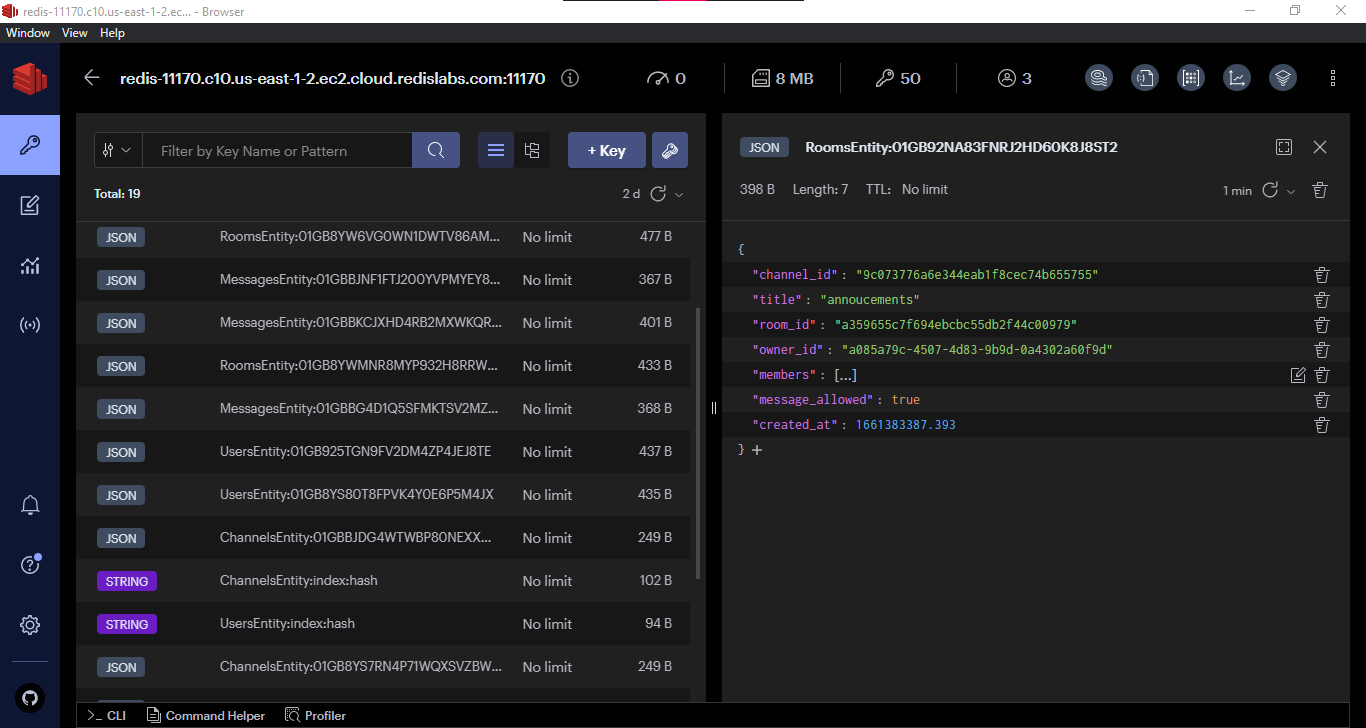 redis-11170.c10.us-east-1-2.ec... - Browser
Window View Help
redis-11170.c10.us-east-1-2.ec2.cloud.redislabs.com:11170 0 8 MB 50 3
Filter by Key Name or Pattern + Key
Total: 19 2 d
JSON RoomsEntity:01GB8YW6VG0WN1DWTV86AM... No limit 477 B
JSON MessagesEntity:01GBBJNF1FTJ200YVPMYEY8... No limit 367 B
JSON MessagesEntity:01GBBKCJXHD4RB2MXWKQR... No limit 401 B
JSON RoomsEntity:01GB8YWMNR8MYP932H8RRW... No limit 433 B
JSON MessagesEntity:01GBBG4D1Q5SFMKTSV2MZ... No limit 368 B
JSON UsersEntity:01GB925TGN9FV2DM4ZP4JEJ8TE No limit 437 B
JSON UsersEntity:01GB8YS80T8FPVK4Y0E6P5M4JX No limit 435 B
JSON ChannelsEntity:01GBBJDG4WTWBP80NEXX... No limit 249 B
STRING ChannelsEntity:index:hash No limit 102 B
STRING UsersEntity:index:hash No limit 94 B
JSON ChannelsEntity:01GB8YS7RN4P71WQXSVZBW... No limit 249 B
JSON RoomsEntity:01GB92NA83FNRJ2HD60K8J8ST2
398 B Length: 7 TTL: No limit 1 min
{
"channel_id" : "9c073776a6e344eab1f8cec74b655755"
"title" : "annoucements"
"room_id" : "a359655c7f694ebcbc55db2f44c00979"
"owner_id" : "a085a79c-4507-4d83-9b9d-0a4302a60f9d"
"members" : [...]
"message_allowed" : true
"created_at" : 1661383387.393
} +
>_ CLI Command Helper Profiler